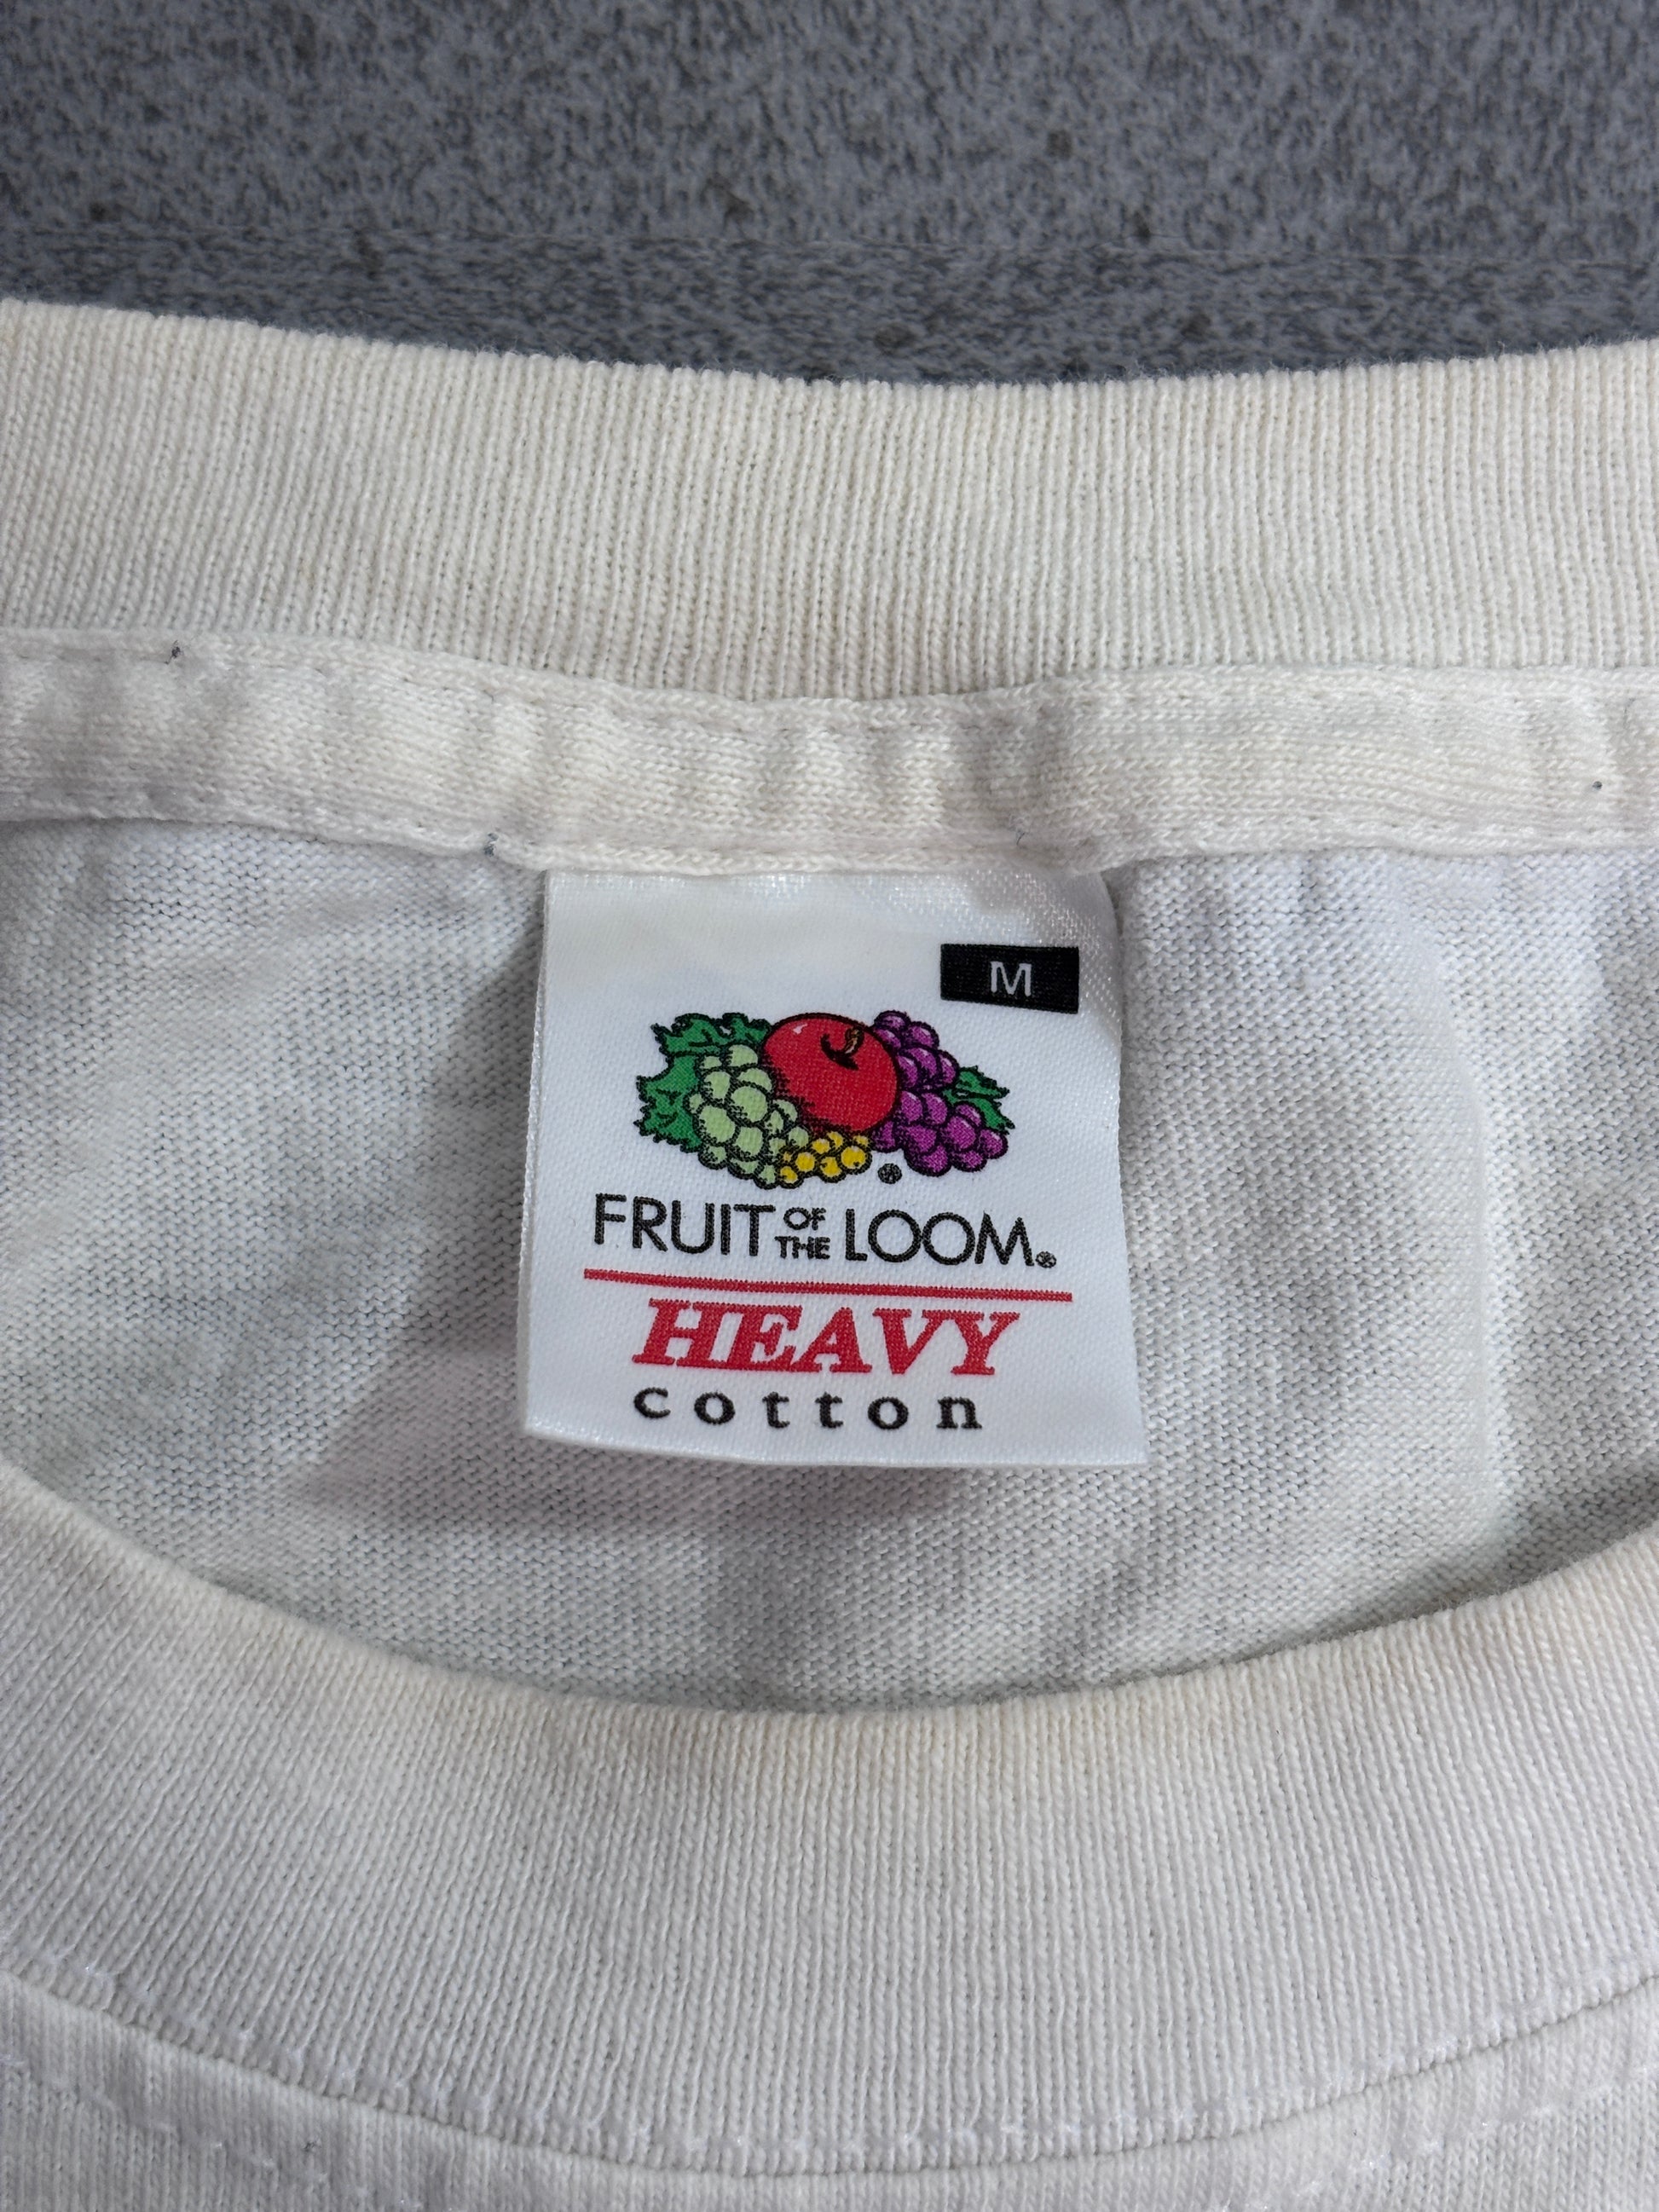 M
FRUIT OF THE LOOM®
HEAVY
cotton